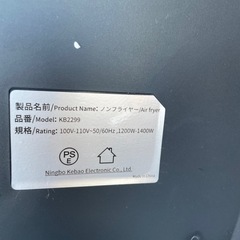 製品名前/Product Name: ノンフライヤー/Air fryer
品番/Model: KB2299
規格/Rating: 100V-110V~50/60Hz,1200W-1400W
PS
E
Ningbo Kebao Electronic Co., Ltd